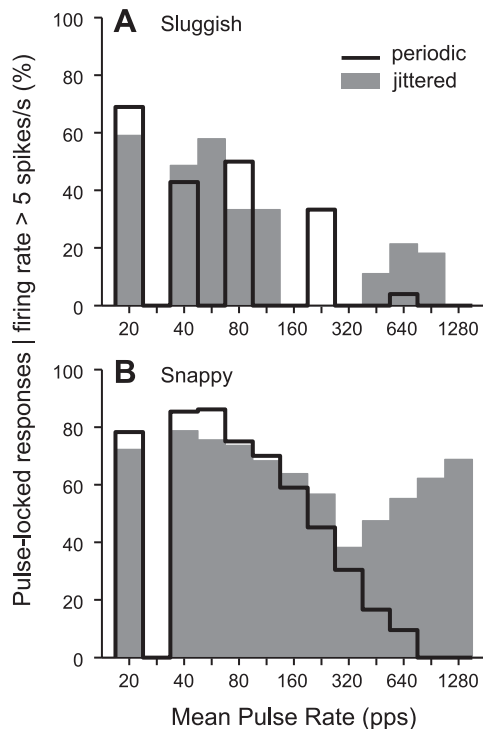 A Sluggish
periodic
jittered
100
80
60
40
20
0
20 40 80 160 320 640 1280
B Snappy
100
80
60
40
20
0
20 40 80 160 320 640 1280
Mean Pulse Rate (pps)
Pulse-locked responses | firing rate > 5 spikes/s (%)